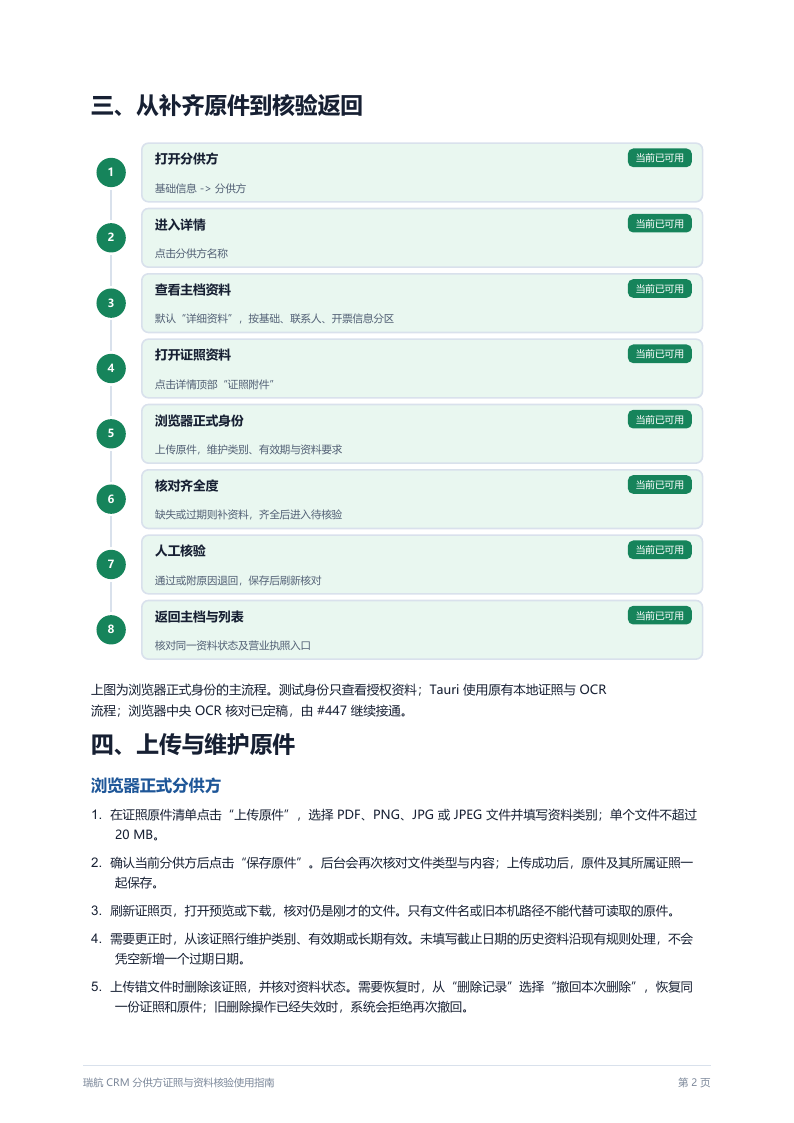 三、从补齐原件到核验返回
1
打开分供方
当前已可用
基础信息 -> 分供方
2
进入详情
当前已可用
点击分供方名称
3
查看主档资料
当前已可用
默认“详细资料”，按基础、联系人、开票信息分区
4
打开证照资料
当前已可用
点击详情顶部“证照附件”
5
浏览器正式身份
当前已可用
上传原件，维护类别、有效期与资料要求
6
核对齐全度
当前已可用
缺失或过期则补资料，齐全后进入待核验
7
人工核验
当前已可用
通过或附原因退回，保存后刷新核对
8
返回主档与列表
当前已可用
核对同一资料状态及营业执照入口
上图为浏览器正式身份的主流程。测试身份只查看授权资料；Tauri 使用原有本地证照与 OCR
流程；浏览器中央 OCR 核对已定稿，由 #447 继续接通。
四、上传与维护原件
浏览器正式分供方
1. 在证照原件清单点击“上传原件”，选择 PDF、PNG、JPG 或 JPEG 文件并填写资料类别；单个文件不超过
20 MB。
2. 确认当前分供方后点击“保存原件”。后台会再次核对文件类型与内容；上传成功后，原件及其所属证照一
起保存。
3. 刷新证照页，打开预览或下载，核对仍是刚才的文件。只有文件名或旧本机路径不能代替可读取的原件。
4. 需要更正时，从该证照行维护类别、有效期或长期有效。未填写截止日期的历史资料沿现有规则处理，不会
凭空新增一个过期日期。
5. 上传错文件时删除该证照，并核对资料状态。需要恢复时，从“删除记录”选择“撤回本次删除”，恢复同
一份证照和原件；旧删除操作已经失效时，系统会拒绝再次撤回。
瑞航 CRM 分供方证照与资料核验使用指南
第 2 页